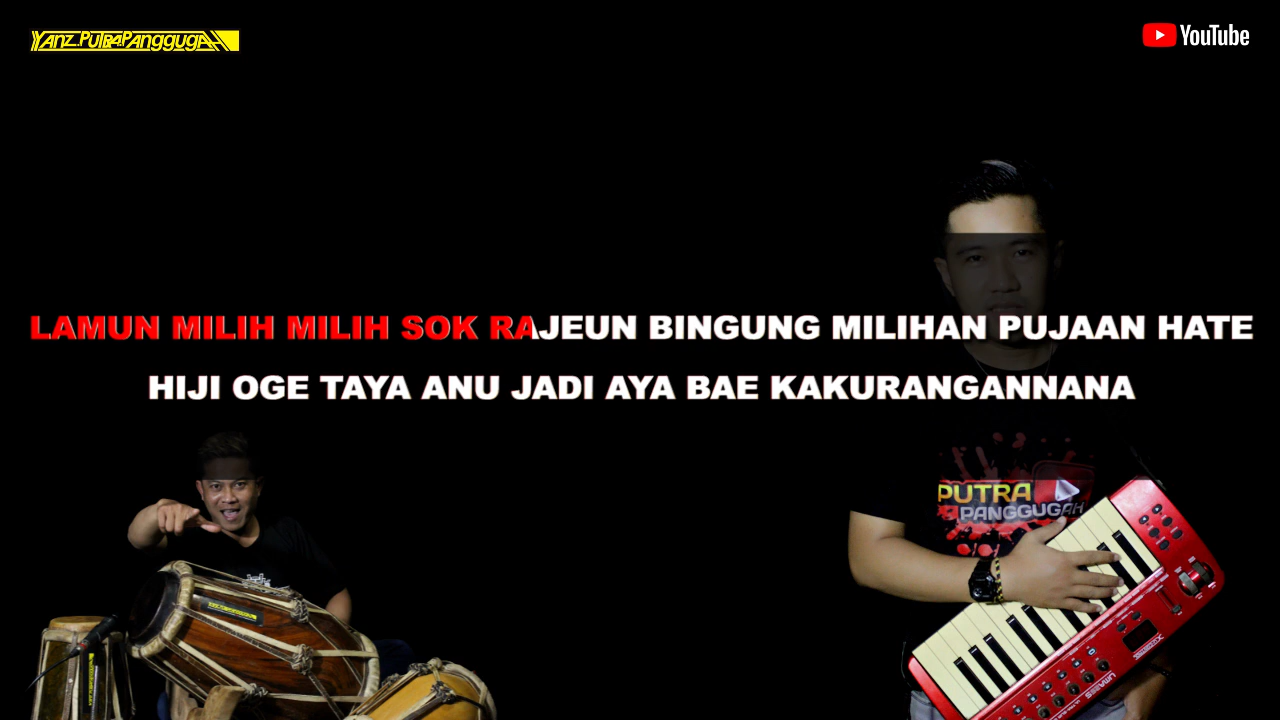 Yanz.PutraPanggugah
YouTube
LAMUN MILIH MILIH SOK RAJEUN BINGUNG MILIHAN PUJAAN HATE
HIJI OGE TAYA ANU JADI AYA BAE KAKURANGANNANA
PUTRA
PANGGUGAH